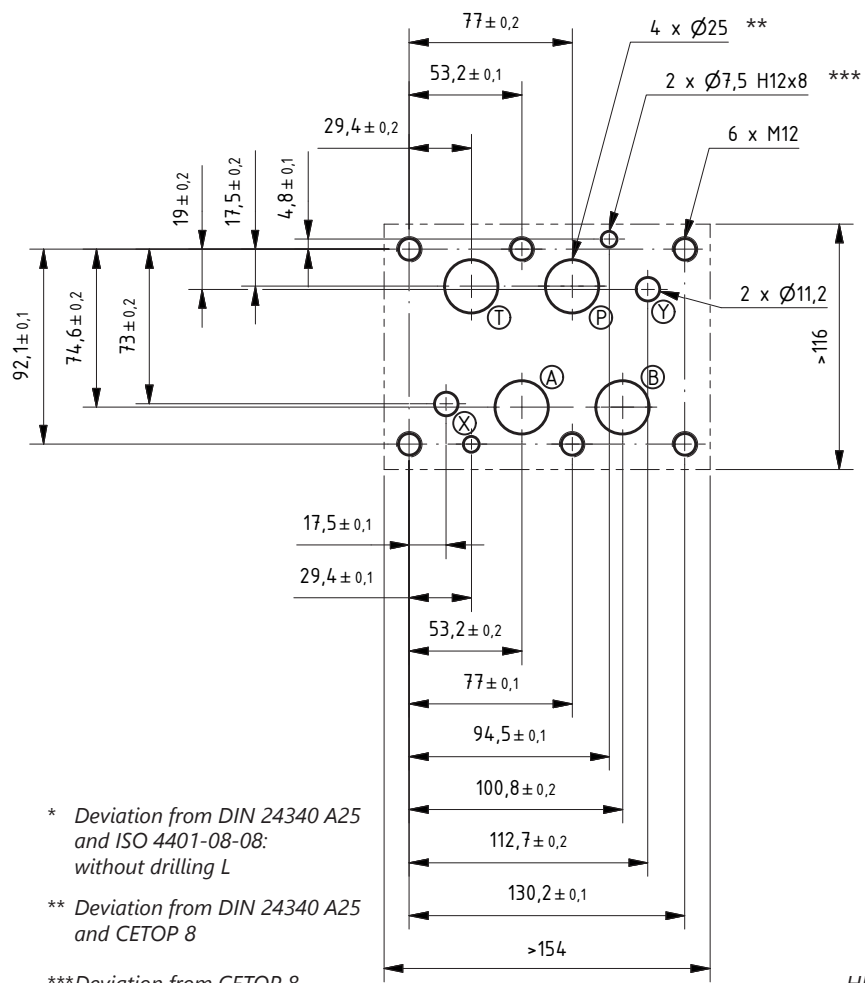 77± 0,2
4 x Ø25 **
53,2± 0,1
2 x Ø7,5 H12x8 ***
29,4± 0,2
6 x M12
19± 0,2
17,5± 0,2
4,8± 0,1
T
P
Y
2 x Ø11,2
92,1± 0,1
74,6± 0,2
73± 0,2
>116
A
B
X
17,5± 0,1
29,4± 0,1
53,2± 0,2
77± 0,1
94,5± 0,1
100,8± 0,2
112,7± 0,2
130,2± 0,1
>154
* Deviation from DIN 24340 A25
and ISO 4401-08-08:
without drilling L
** Deviation from DIN 24340 A25
and CETOP 8
***Deviation from CETOP 8